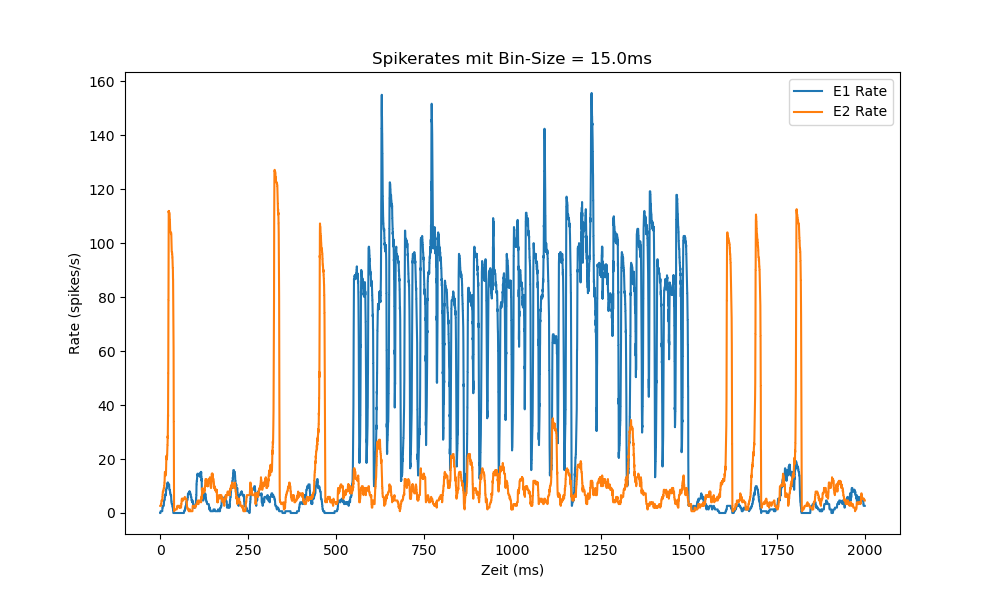 Spikerates mit Bin-Size = 15.0ms
E1 Rate
E2 Rate
Rate (spikes/s)
160
140
120
100
80
60
40
20
0
0 250 500 750 1000 1250 1500 1750 2000
Zeit (ms)